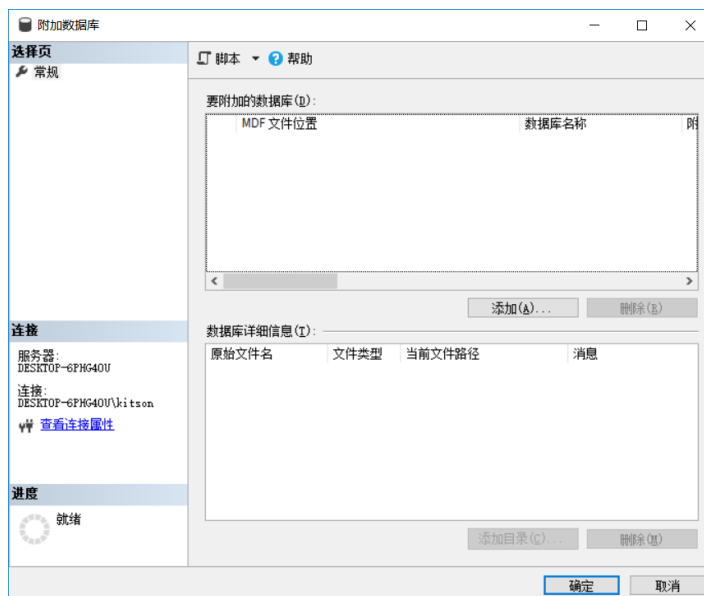 附加数据库
选择页
常规
脚本 帮助
要附加的数据库(D):
MDF 文件位置 数据库名称 附
添加(A)... 删除(R)
连接
服务器:
DESKTOP-6PHG40U
连接:
DESKTOP-6PHG40U\kitson
查看连接属性
数据库详细信息(T):
原始文件名 文件类型 当前文件路径 消息
进度
就绪
添加目录(C)... 删除(M)
确定 取消